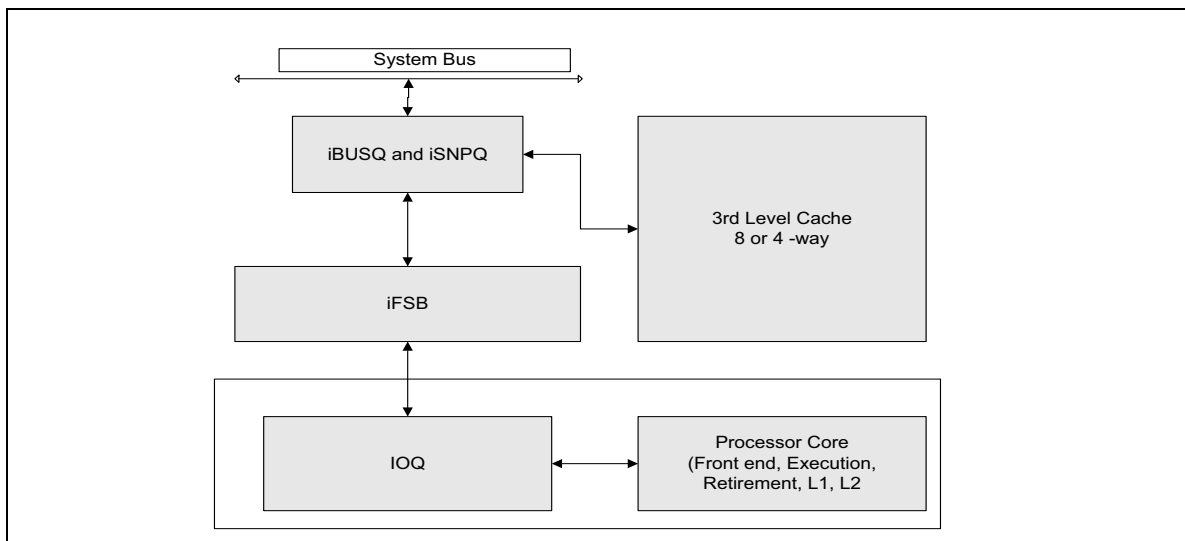 System Bus
iBUSQ and iSNPQ
3rd Level Cache
8 or 4 -way
iFSB
IOQ
Processor Core
(Front end, Execution,
Retirement, L1, L2